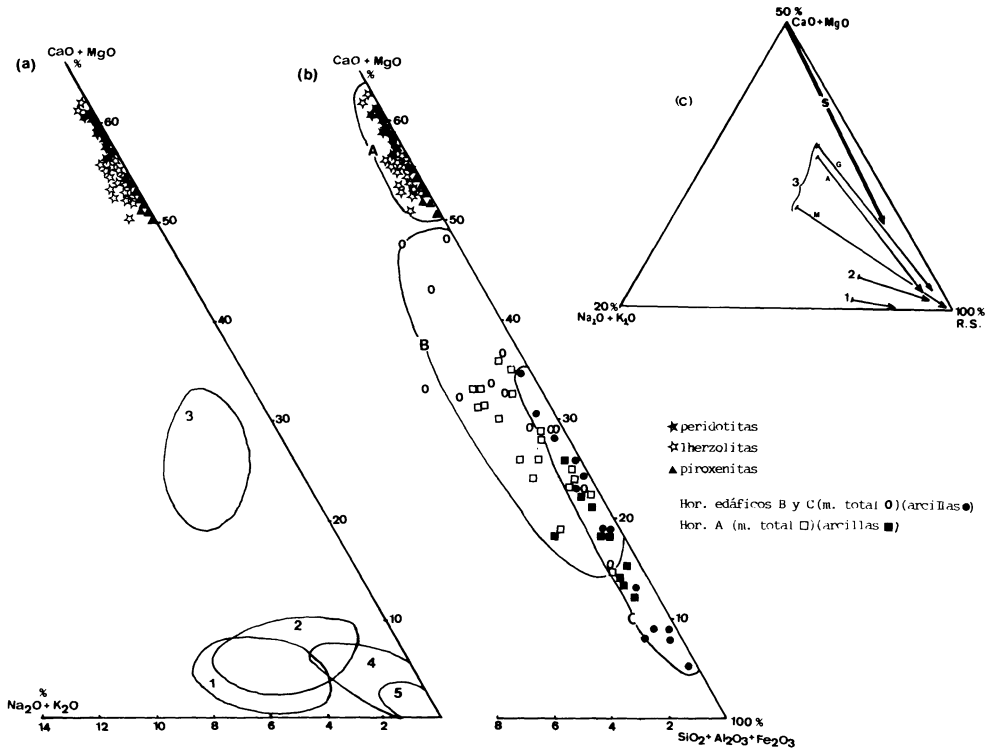 (a)
CaO + MgO
%
60
50
40
30
20
10
3
2
1
4
5
%
Na₂O + K₂O
14 12 10 8 6 4 2
(b)
CaO + MgO
%
60
50
40
30
20
10
A
B
C
8 6 4 2
100 %
SiO₂ + Al₂O₃ + Fe₂O₃
(C)
50 %
CaO + MgO
S
G
A
M
3
2
1
20 %
Na₂O + K₂O
100 %
R.S.
peridotitas
lherzolitas
piroxenitas
Hor. edáficos B y C (m. total O) (arcillas ●)
Hor. A (m. total □) (arcillas ■)